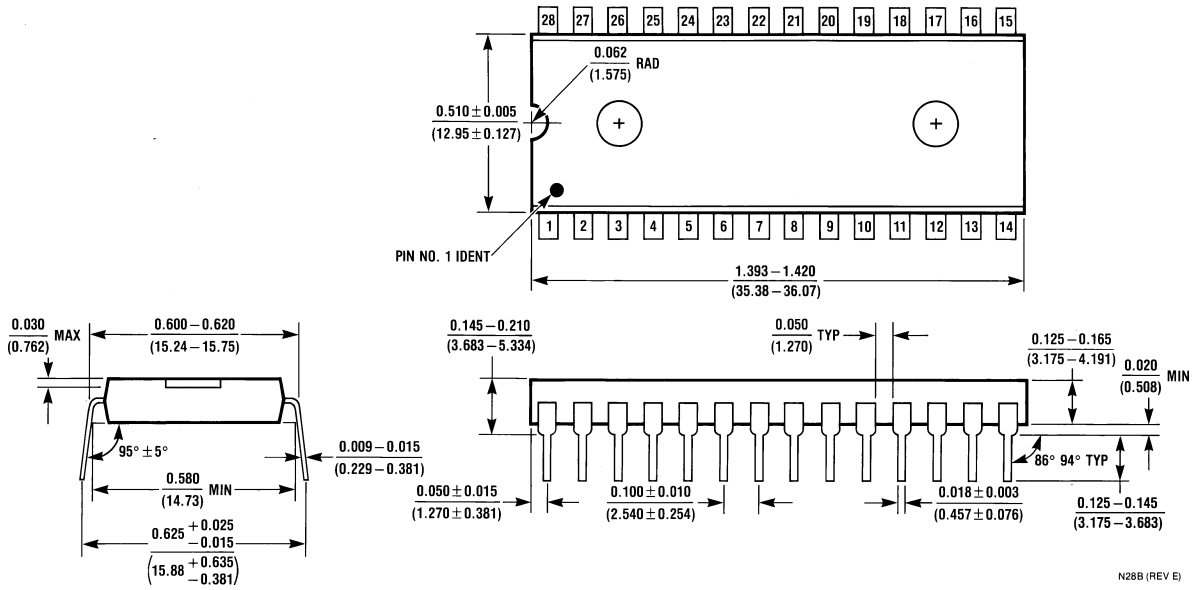 28 27 26 25 24 23 22 21 20 19 18 17 16 15
0.062
(1.575)
RAD
0.510 ± 0.005
(12.95 ± 0.127)
PIN NO. 1 IDENT
1 2 3 4 5 6 7 8 9 10 11 12 13 14
1.393 – 1.420
(35.38 – 36.07)
0.030
(0.762)
MAX
0.600 – 0.620
(15.24 – 15.75)
95° ± 5°
0.009 – 0.015
(0.229 – 0.381)
0.580
(14.73)
MIN
0.625 + 0.025
– 0.015
(15.88 + 0.635
– 0.381)
0.145 – 0.210
(3.683 – 5.334)
0.050
(1.270)
TYP
0.125 – 0.165
(3.175 – 4.191)
0.020
(0.508)
MIN
86° 94° TYP
0.050 ± 0.015
(1.270 ± 0.381)
0.100 ± 0.010
(2.540 ± 0.254)
0.018 ± 0.003
(0.457 ± 0.076)
0.125 – 0.145
(3.175 – 3.683)
N28B (REV E)